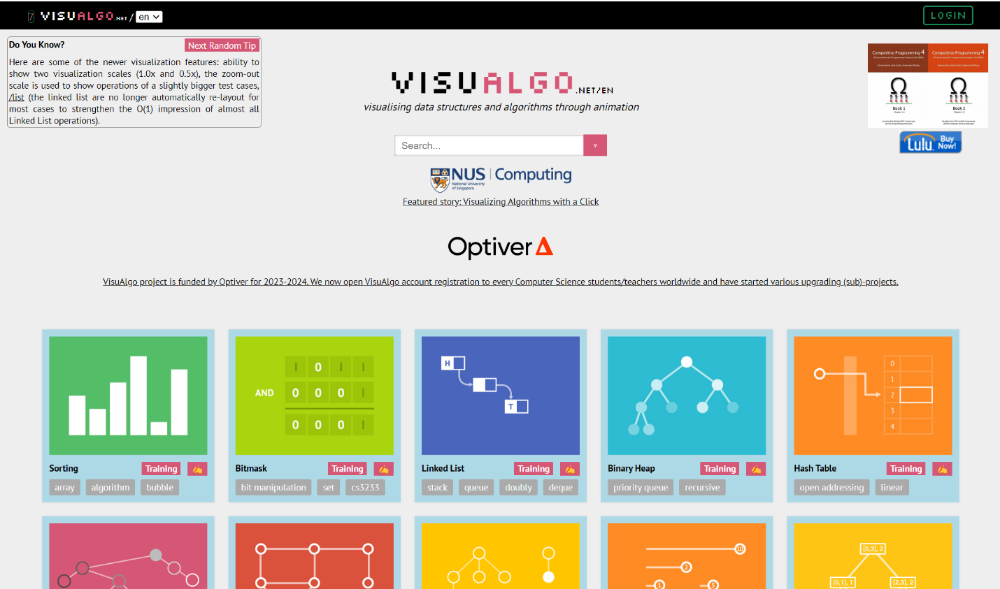 7 VISUALGO.NET / en
LOGIN
Do You Know?
Next Random Tip
Here are some of the newer visualization features: ability to
show two visualization scales (1.0x and 0.5x), the zoom-out
scale is used to show operations of a slightly bigger test cases,
/list (the linked list are no longer automatically re-layout for
most cases to strengthen the O(1) impression of almost all
Linked List operations).
VISUALGO.NET/EN
visualising data structures and algorithms through animation
Search...
v
NUS | Computing
National University
of Singapore
Featured story: Visualizing Algorithms with a Click
Competitive Programming 4
Competitive Programming 4
Book 1
Book 2
Lulu Buy
Now!
Optiver
VisuAlgo project is funded by Optiver for 2023-2024. We now open VisuAlgo account registration to every Computer Science students/teachers worldwide and have started various upgrading (sub)-projects.
I 0 I I
AND 0 0 0 I
0 0 0 I
H
T
0
1
2
3
4
Sorting Training
array algorithm bubble
Bitmask Training
bit manipulation set cs3233
Linked List Training
stack queue doubly deque
Binary Heap Training
priority queue recursive
Hash Table Training
open addressing linear
10
2
1 5
[0,3], 2
[0,1], 1 [2,3], 2